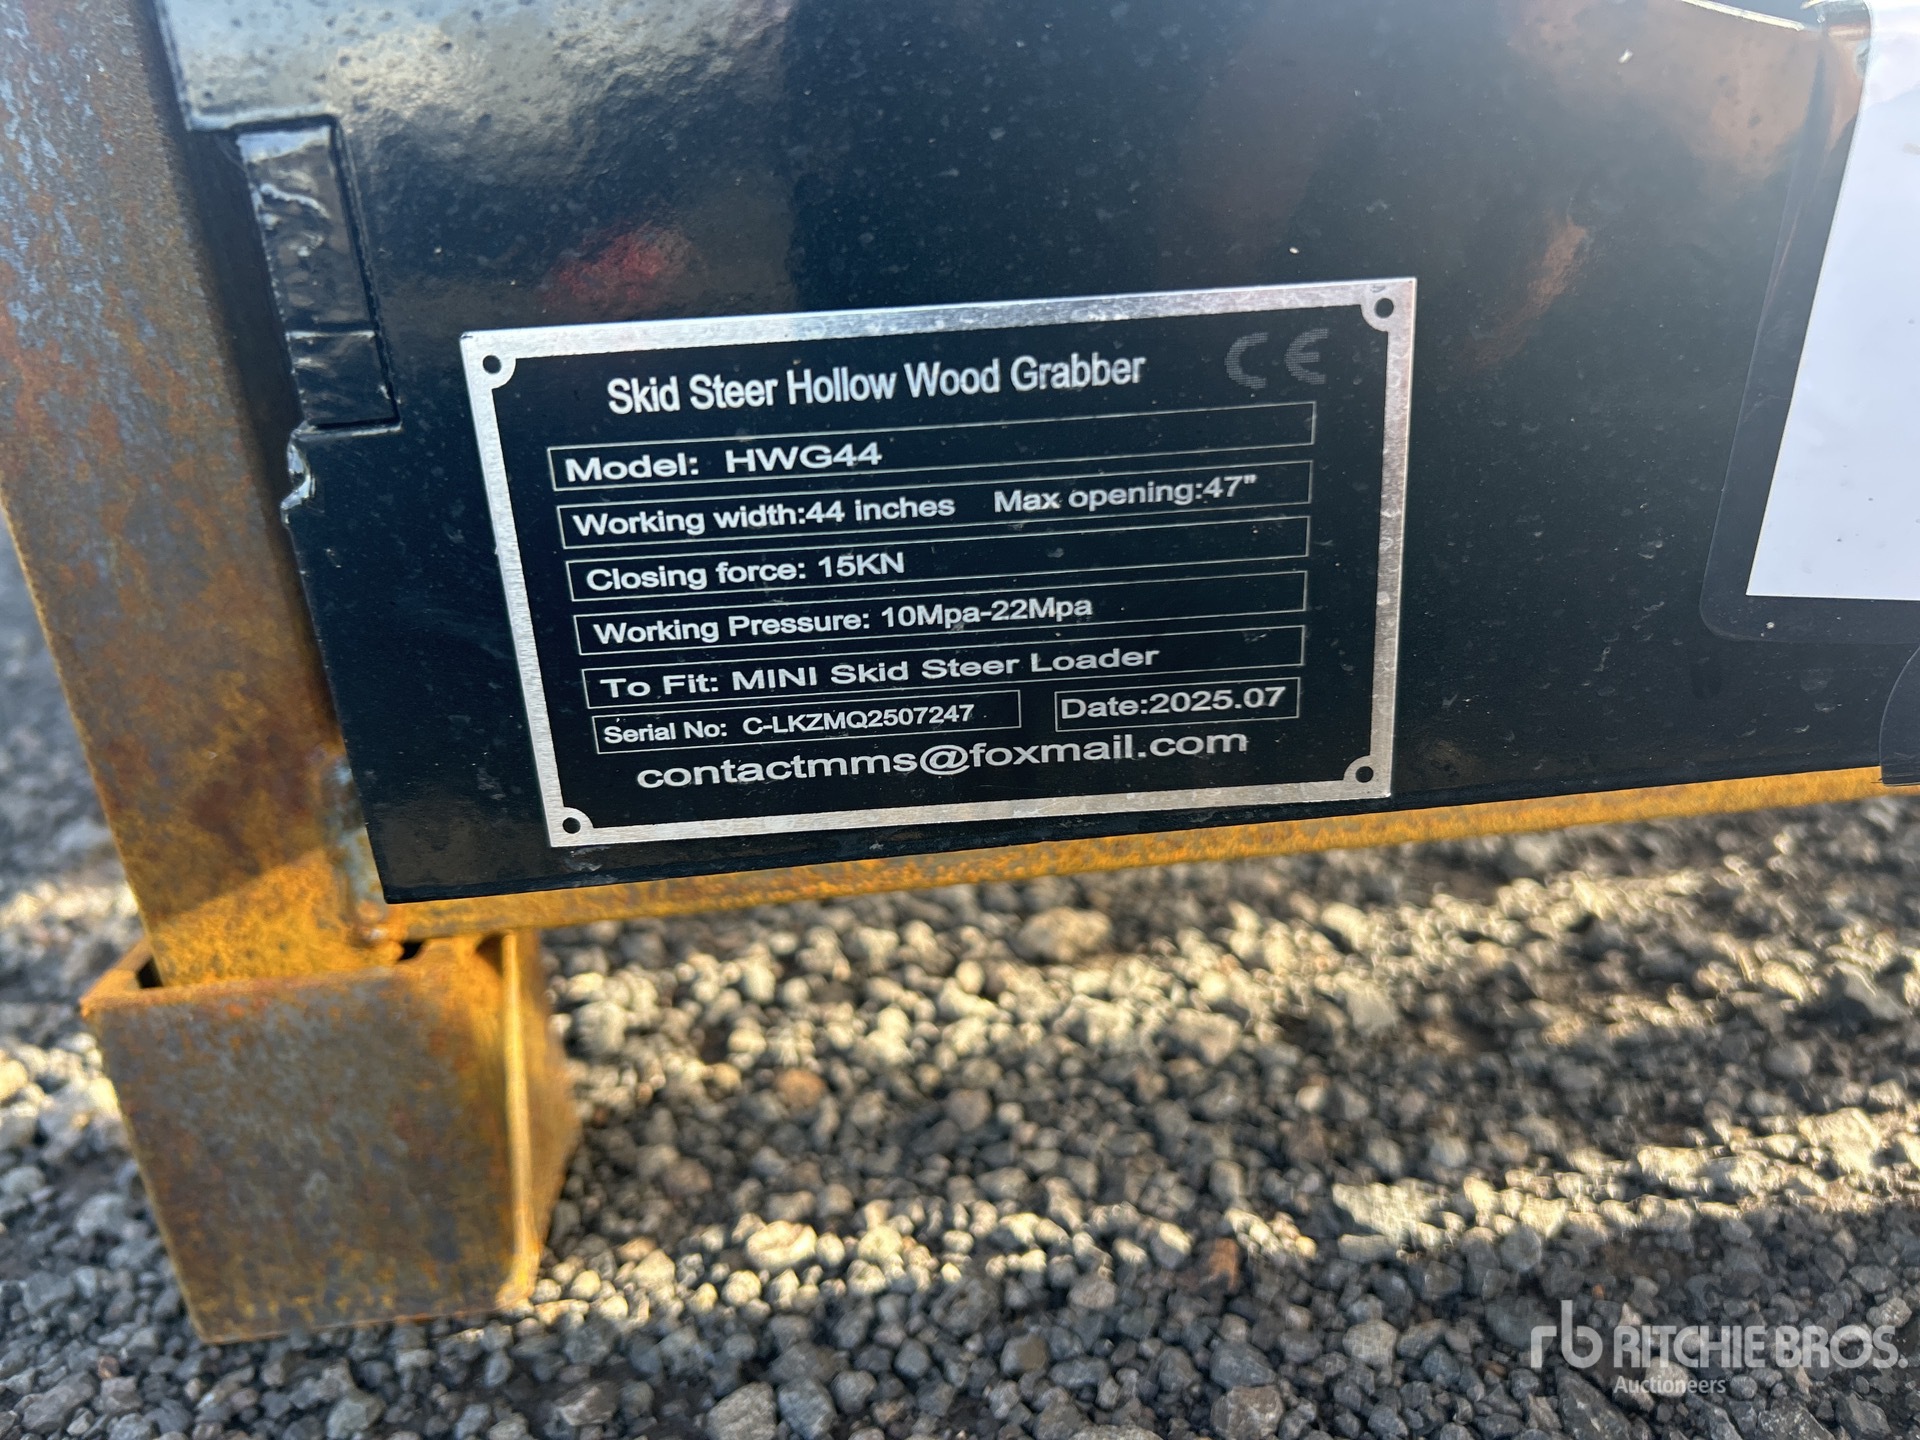 Skid Steer Hollow Wood Grabber CE
Model: HWG44
Working width:44 inches Max opening:47"
Closing force: 15KN
Working Pressure: 10Mpa-22Mpa
To Fit: MINI Skid Steer Loader
Serial No: C-LKZMQ2507247 Date:2025.07
contactmms@foxmail.com
rb RITCHIE BROS.
Auctioneers